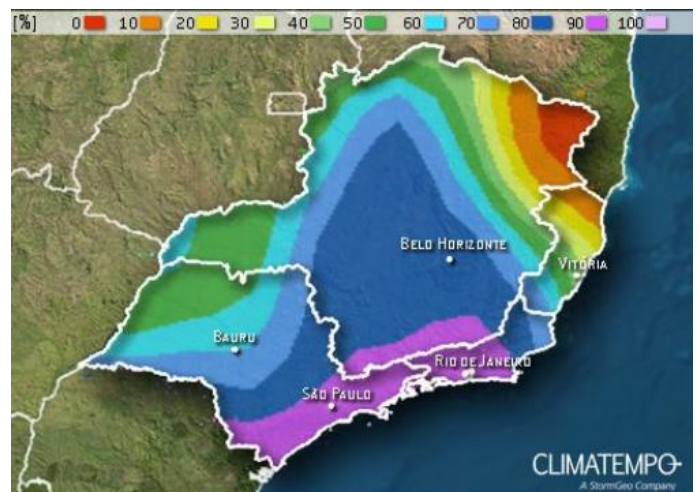 [%] 0 10 20 30 40 50 60 70 80 90 100
BELO HORIZONTE
VITÓRIA
BAURU
RIO DE JANEIRO
SÃO PAULO
CLIMATEMPO
A StormGeo Company